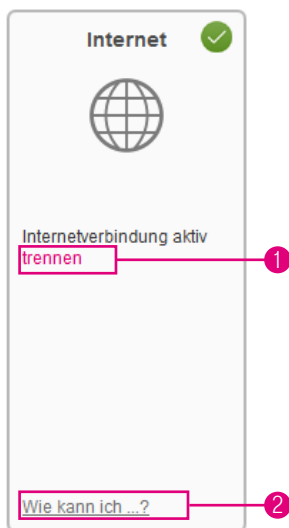 Internet
Internetverbindung aktiv
trennen
1
Wie kann ich ...?
2